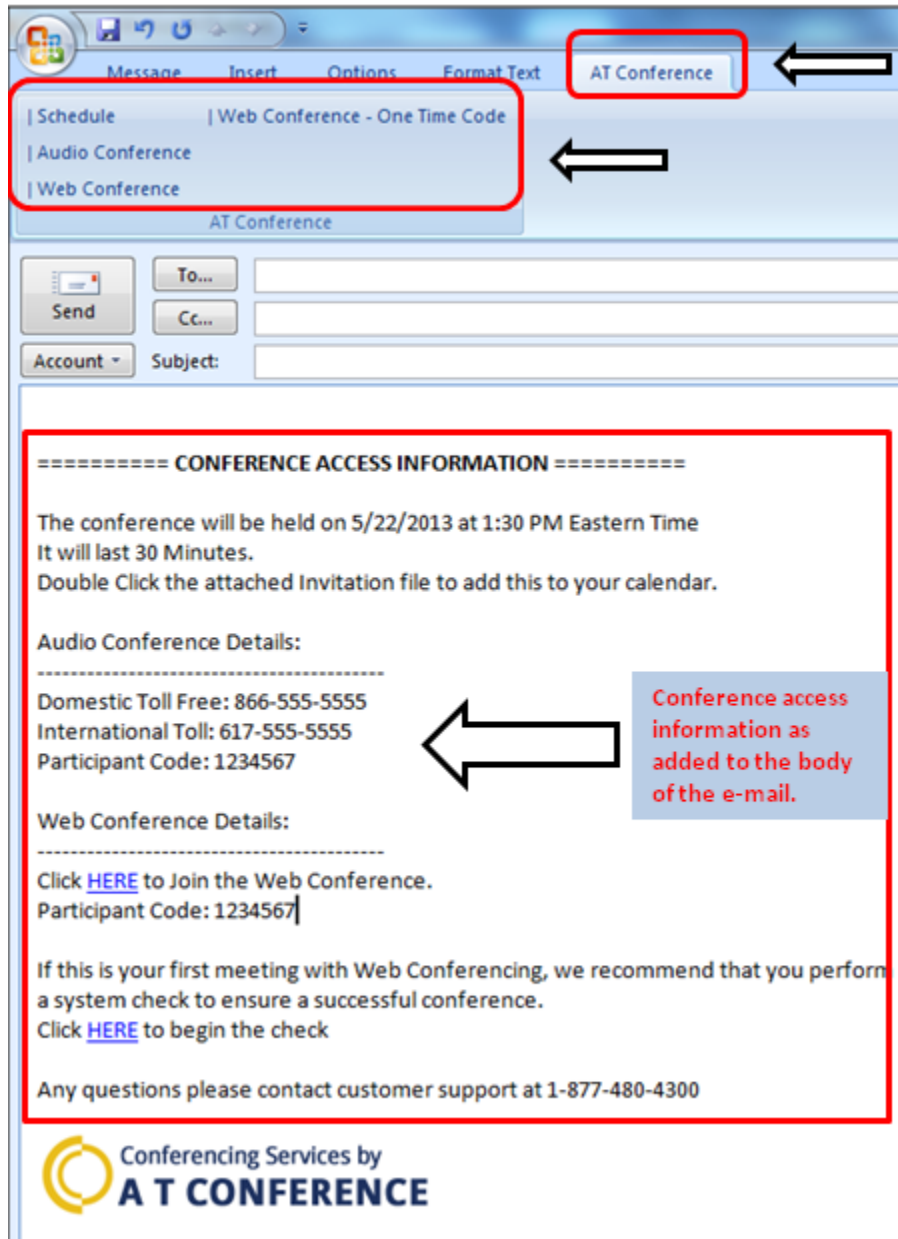 Message Insert Options Format Text AT Conference
| Schedule | Web Conference - One Time Code
| Audio Conference
| Web Conference
AT Conference
To...
Send
Cc...
Account Subject:
========== CONFERENCE ACCESS INFORMATION ==========
The conference will be held on 5/22/2013 at 1:30 PM Eastern Time
It will last 30 Minutes.
Double Click the attached Invitation file to add this to your calendar.
Audio Conference Details:
------------------------------------------
Domestic Toll Free: 866-555-5555
International Toll: 617-555-5555
Participant Code: 1234567
Conference access
information as
added to the body
of the e-mail.
Web Conference Details:
------------------------------------------
Click HERE to Join the Web Conference.
Participant Code: 1234567
If this is your first meeting with Web Conferencing, we recommend that you perform
a system check to ensure a successful conference.
Click HERE to begin the check
Any questions please contact customer support at 1-877-480-4300
Conferencing Services by
A T CONFERENCE